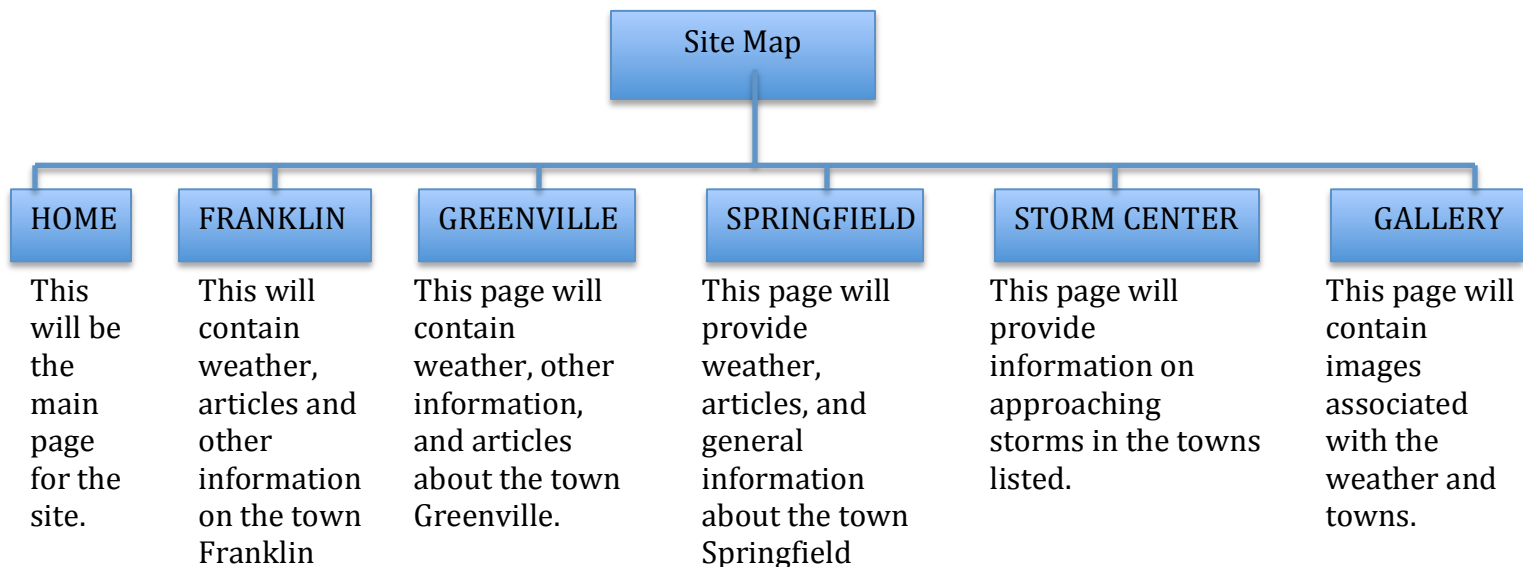 Site Map
HOME
FRANKLIN
GREENVILLE
SPRINGFIELD
STORM CENTER
GALLERY
This
will be
the
main
page
for the
site.
This will
contain
weather,
articles and
other
information
on the town
Franklin
This page will
contain
weather, other
information,
and articles
about the town
Greenville.
This page will
provide
weather,
articles, and
general
information
about the town
Springfield
This page will
provide
information on
approaching
storms in the towns
listed.
This page will
contain
images
associated
with the
weather and
towns.